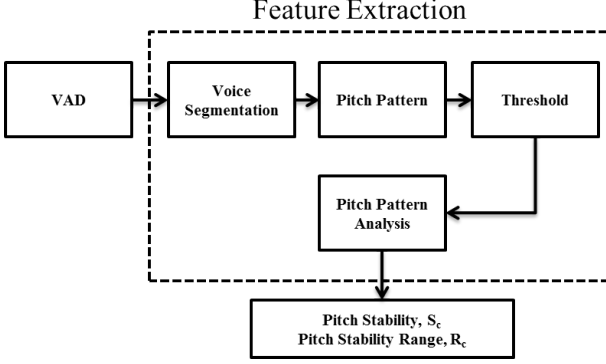 Feature Extraction
VAD
Voice
Segmentation
Pitch Pattern
Threshold
Pitch Pattern
Analysis
Pitch Stability, Sc
Pitch Stability Range, Rc